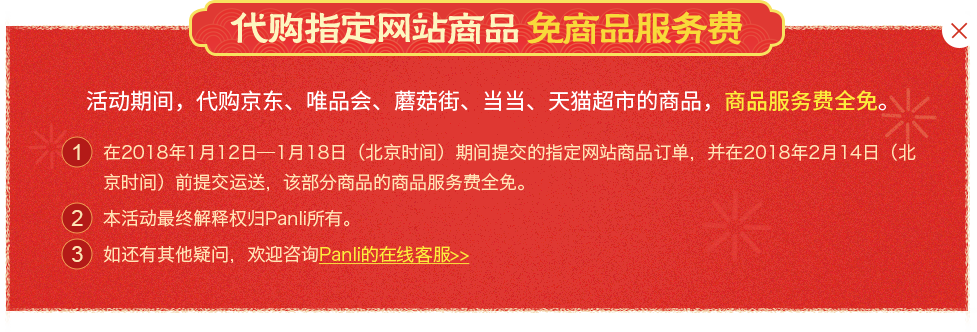 代购指定网站商品 免商品服务费
活动期间，代购京东、唯品会、蘑菇街、当当、天猫超市的商品，商品服务费全免。
1 在2018年1月12日—1月18日（北京时间）期间提交的指定网站商品订单，并在2018年2月14日（北
京时间）前提交运送，该部分商品的商品服务费全免。
2 本活动最终解释权归Panli所有。
3 如还有其他疑问，欢迎咨询Panli的在线客服>>